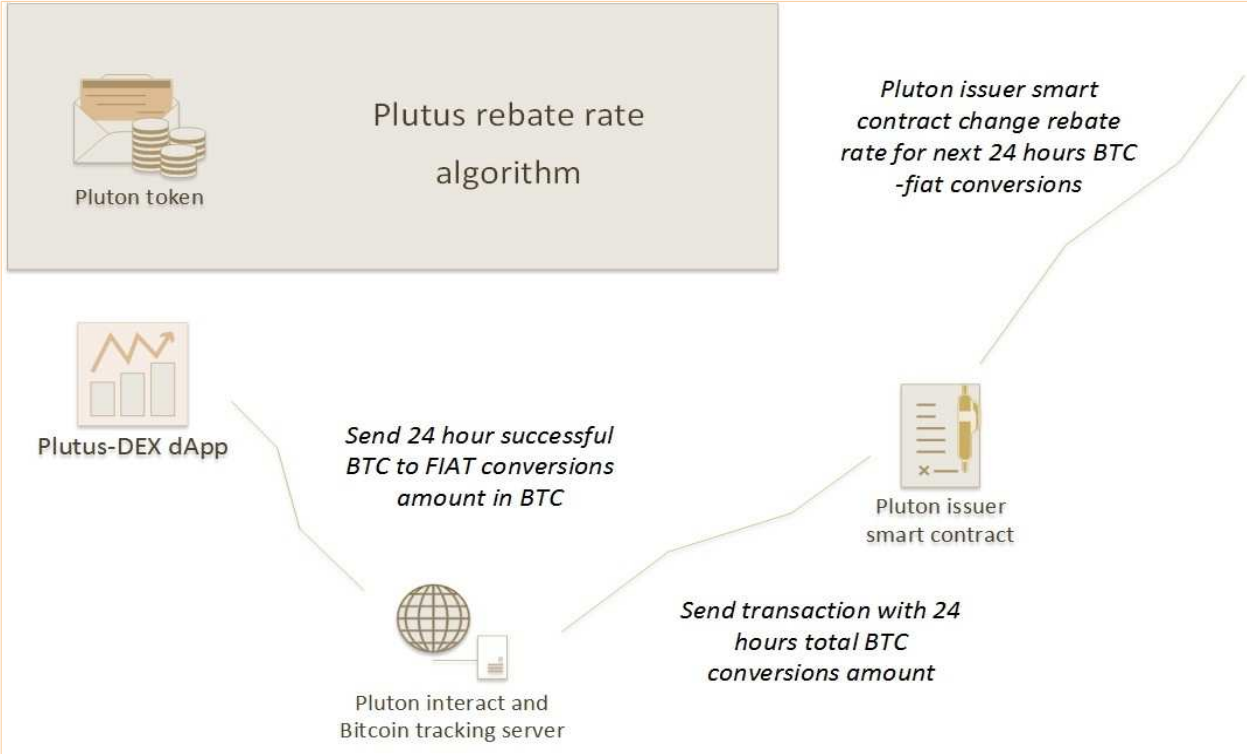 Plutus rebate rate
algorithm
Pluton token
Pluton issuer smart
contract change rebate
rate for next 24 hours BTC
-fiat conversions
Plutus-DEX dApp
Send 24 hour successful
BTC to FIAT conversions
amount in BTC
Pluton issuer
smart contract
Send transaction with 24
hours total BTC
conversions amount
Pluton interact and
Bitcoin tracking server